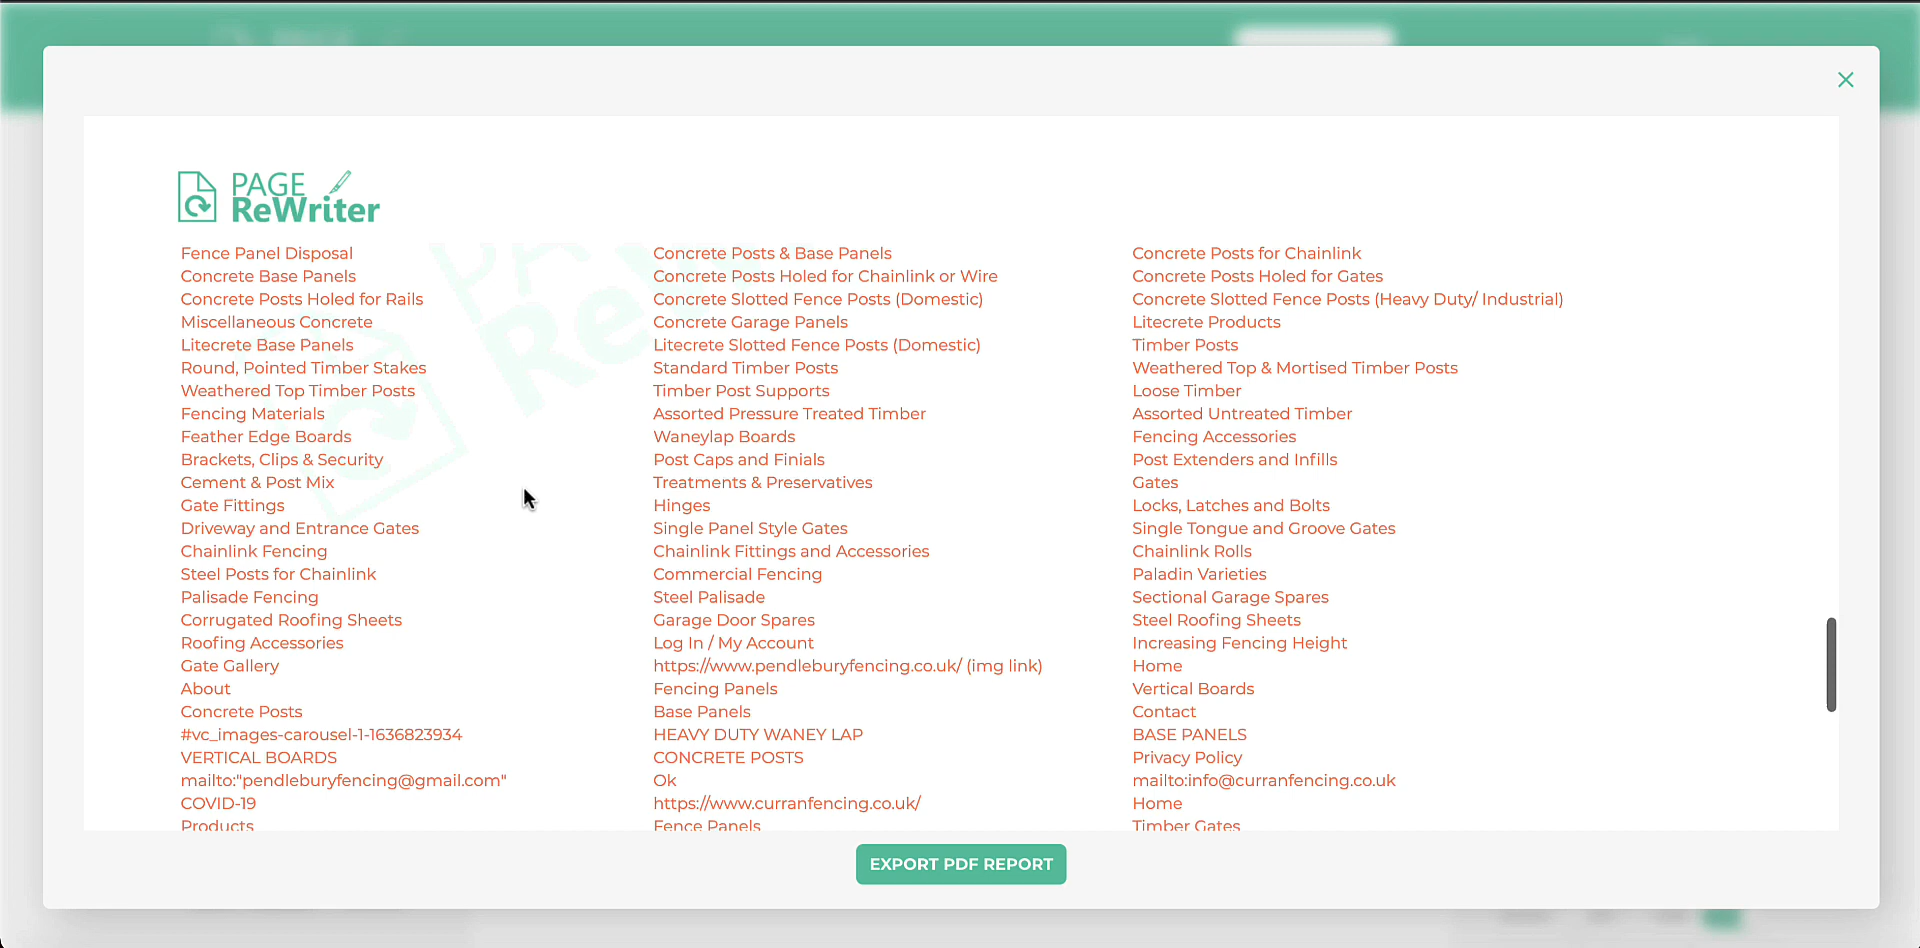 PAGE
ReWriter
Fence Panel Disposal Concrete Posts & Base Panels Concrete Posts for Chainlink
Concrete Base Panels Concrete Posts Holed for Chainlink or Wire Concrete Posts Holed for Gates
Concrete Posts Holed for Rails Concrete Slotted Fence Posts (Domestic) Concrete Slotted Fence Posts (Heavy Duty/ Industrial)
Miscellaneous Concrete Concrete Garage Panels Litecrete Products
Litecrete Base Panels Litecrete Slotted Fence Posts (Domestic) Timber Posts
Round, Pointed Timber Stakes Standard Timber Posts Weathered Top & Mortised Timber Posts
Weathered Top Timber Posts Timber Post Supports Loose Timber
Fencing Materials Assorted Pressure Treated Timber Assorted Untreated Timber
Feather Edge Boards Waneylap Boards Fencing Accessories
Brackets, Clips & Security Post Caps and Finials Post Extenders and Infills
Cement & Post Mix Treatments & Preservatives Gates
Gate Fittings Hinges Locks, Latches and Bolts
Driveway and Entrance Gates Single Panel Style Gates Single Tongue and Groove Gates
Chainlink Fencing Chainlink Fittings and Accessories Chainlink Rolls
Steel Posts for Chainlink Commercial Fencing Paladin Varieties
Palisade Fencing Steel Palisade Sectional Garage Spares
Corrugated Roofing Sheets Garage Door Spares Steel Roofing Sheets
Roofing Accessories Log In / My Account Increasing Fencing Height
Gate Gallery https://www.pendleburyfencing.co.uk/ (img link) Home
About Fencing Panels Vertical Boards
Concrete Posts Base Panels Contact
#vc_images-carousel-1-1636823934 HEAVY DUTY WANEY LAP BASE PANELS
VERTICAL BOARDS CONCRETE POSTS Privacy Policy
mailto:"pendleburyfencing@gmail.com" Ok mailto:info@curranfencing.co.uk
COVID-19 https://www.curranfencing.co.uk/ Home
Products Fence Panels Timber Gates
EXPORT PDF REPORT